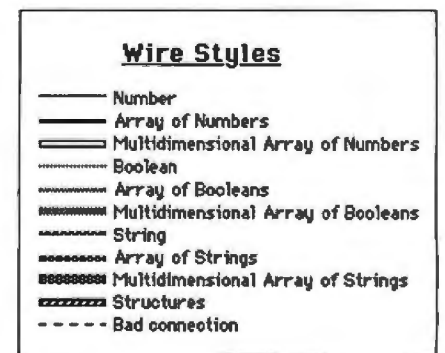 Wire Styles
Number
Array of Numbers
Multidimensional Array of Numbers
Boolean
Array of Booleans
Multidimensional Array of Booleans
String
Array of Strings
Multidimensional Array of Strings
Structures
Bad connection